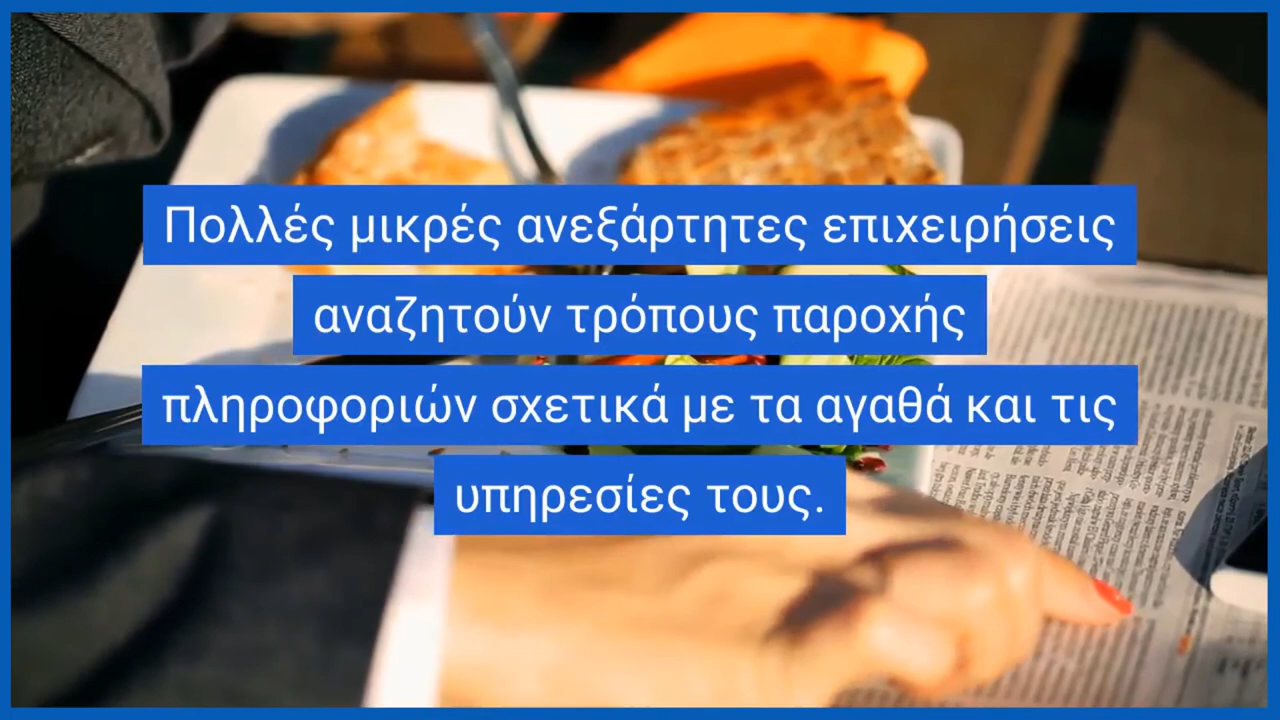 Πολλές μικρές ανεξάρτητες επιχειρήσεις
αναζητούν τρόπους παροχής
πληροφοριών σχετικά με τα αγαθά και τις
υπηρεσίες τους.